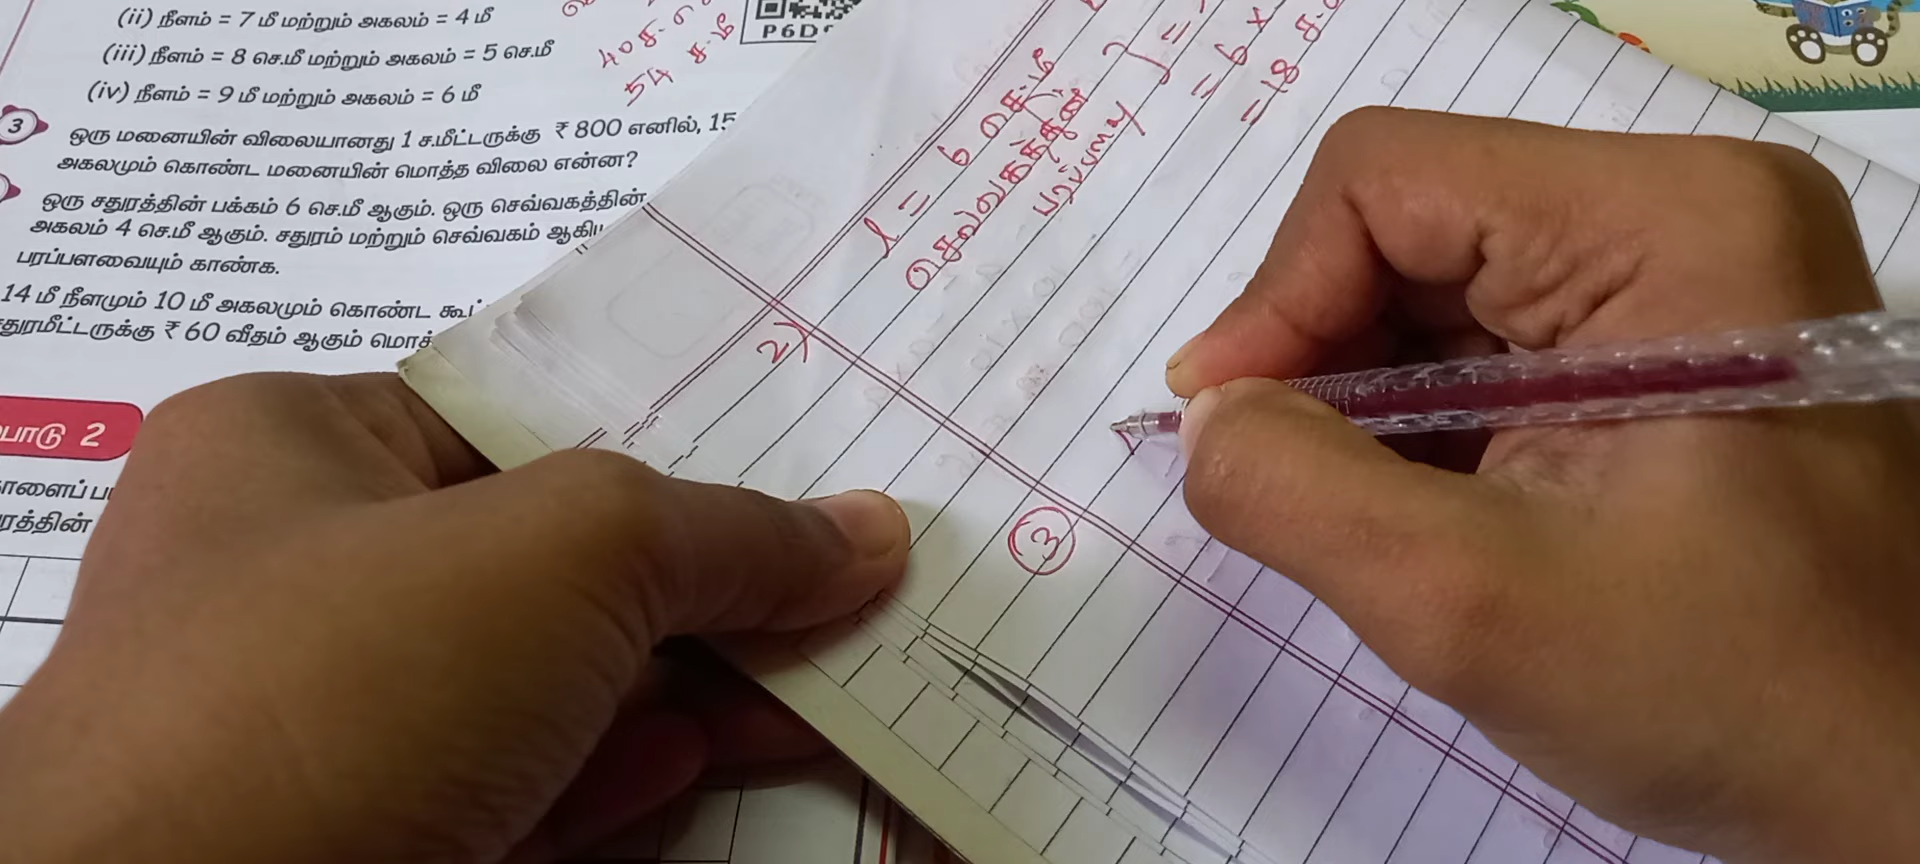 (ii) நீளம் = 7 மீ மற்றும் அகலம் = 4 மீ
(iii) நீளம் = 8 செ.மீ மற்றும் அகலம் = 5 செ.மீ
(iv) நீளம் = 9 மீ மற்றும் அகலம் = 6 மீ
40 ச.செ
54 ச.மீ
P6D
3 ஒரு மனையின் விலையானது 1 ச.மீட்டருக்கு ₹ 800 எனில், 15
அகலமும் கொண்ட மனையின் மொத்த விலை என்ன?
ஒரு சதுரத்தின் பக்கம் 6 செ.மீ ஆகும். ஒரு செவ்வகத்தின்
அகலம் 4 செ.மீ ஆகும். சதுரம் மற்றும் செவ்வகம் ஆகிய
பரப்பளவையும் காண்க.
14 மீ நீளமும் 10 மீ அகலமும் கொண்ட
சதுரமீட்டருக்கு ₹ 60 வீதம் ஆகும்
பாடு 2
2)
l = 6 செ.மீ
செவ்வகத்தின்
பரப்பளவு } =
= 6 ×
= 18 ச.
3